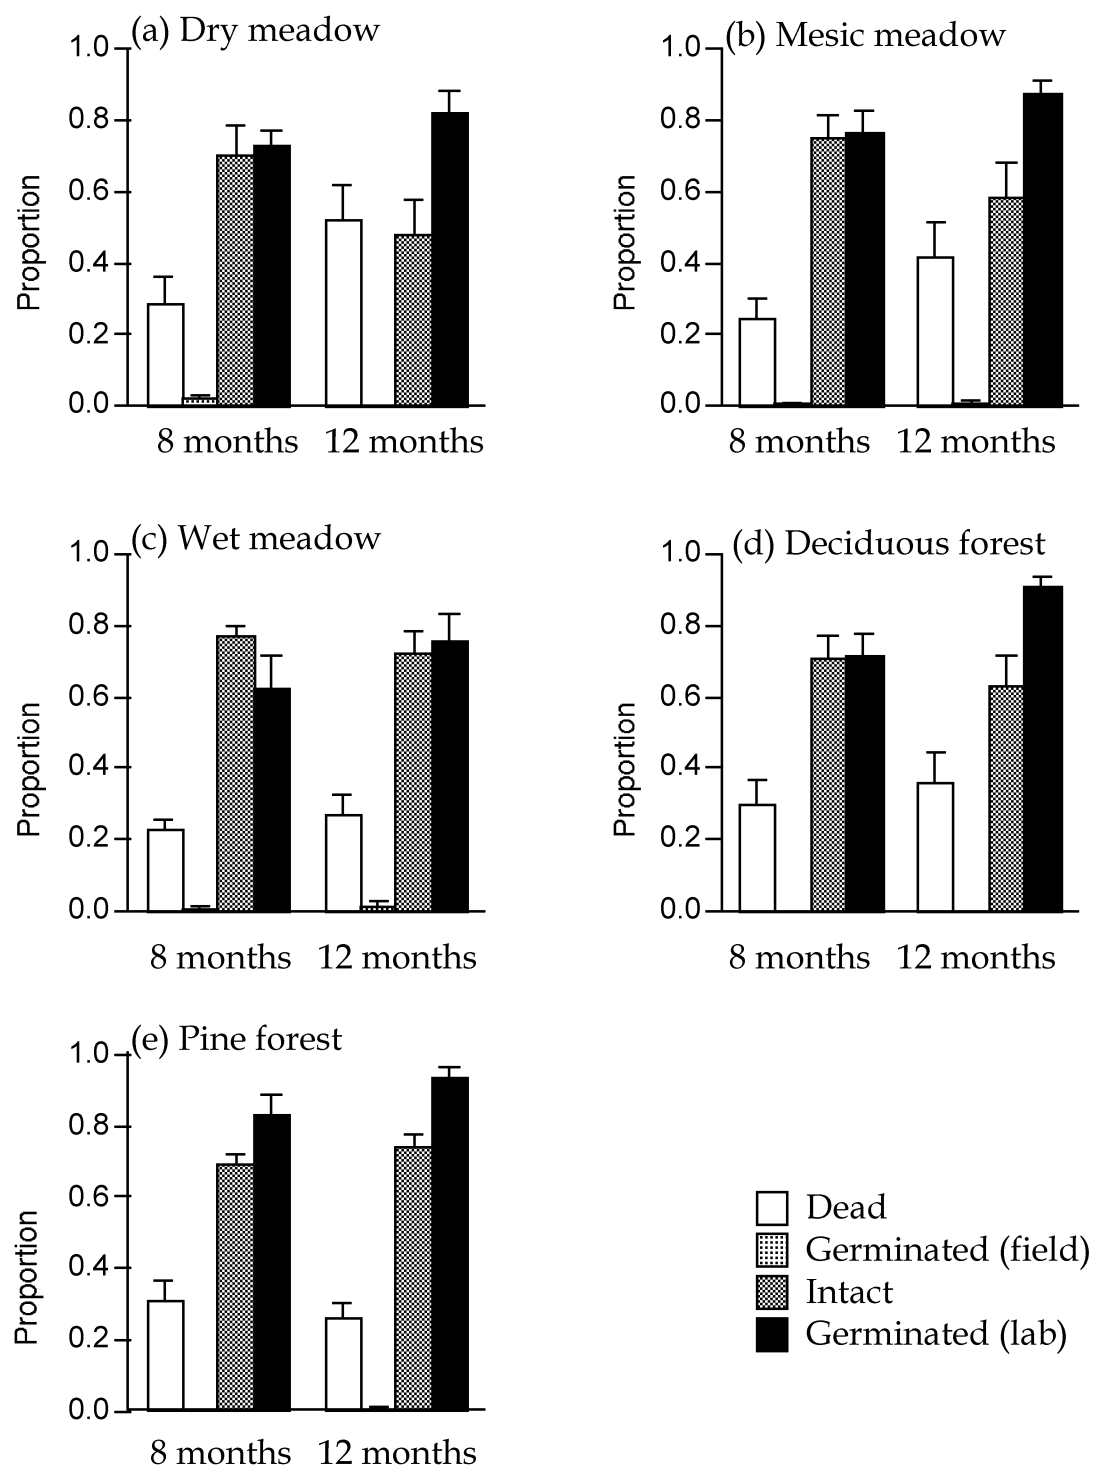 (a) Dry meadow
1.0
0.8
0.6
0.4
0.2
0.0
Proportion
8 months 12 months
(b) Mesic meadow
1.0
0.8
0.6
0.4
0.2
0.0
Proportion
8 months 12 months
(c) Wet meadow
1.0
0.8
0.6
0.4
0.2
0.0
Proportion
8 months 12 months
(d) Deciduous forest
1.0
0.8
0.6
0.4
0.2
0.0
Proportion
8 months 12 months
(e) Pine forest
1.0
0.8
0.6
0.4
0.2
0.0
Proportion
8 months 12 months
Dead
Germinated (field)
Intact
Germinated (lab)